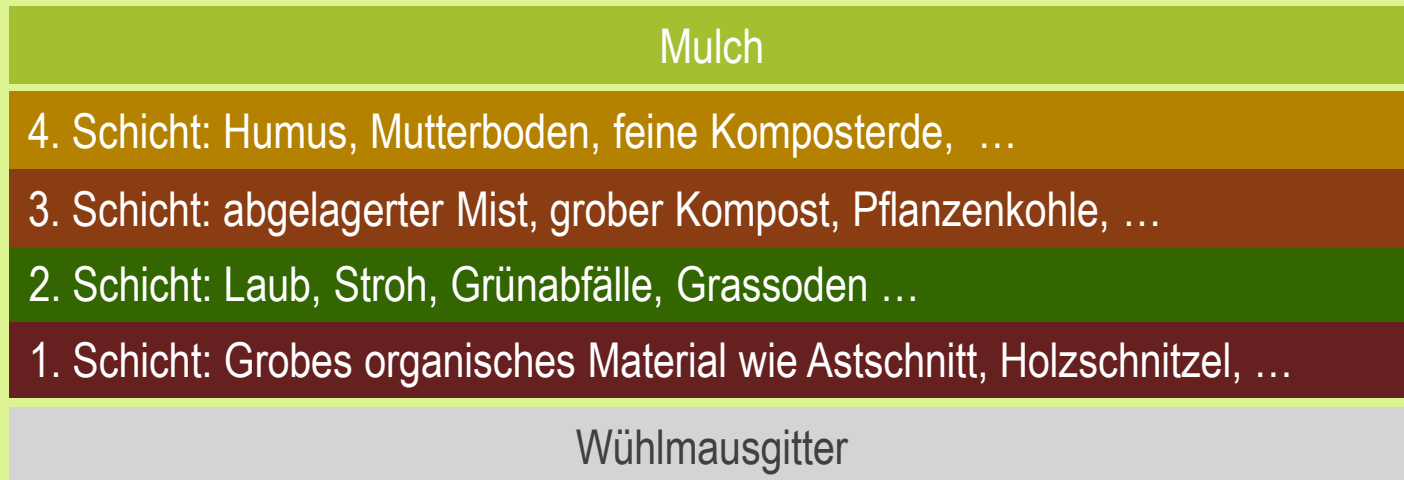 Mulch
4. Schicht: Humus, Mutterboden, feine Komposterde, …
3. Schicht: abgelagerter Mist, grober Kompost, Pflanzenkohle, …
2. Schicht: Laub, Stroh, Grünabfälle, Grassoden …
1. Schicht: Grobes organisches Material wie Astschnitt, Holzschnitzel, …
Wühlmausgitter